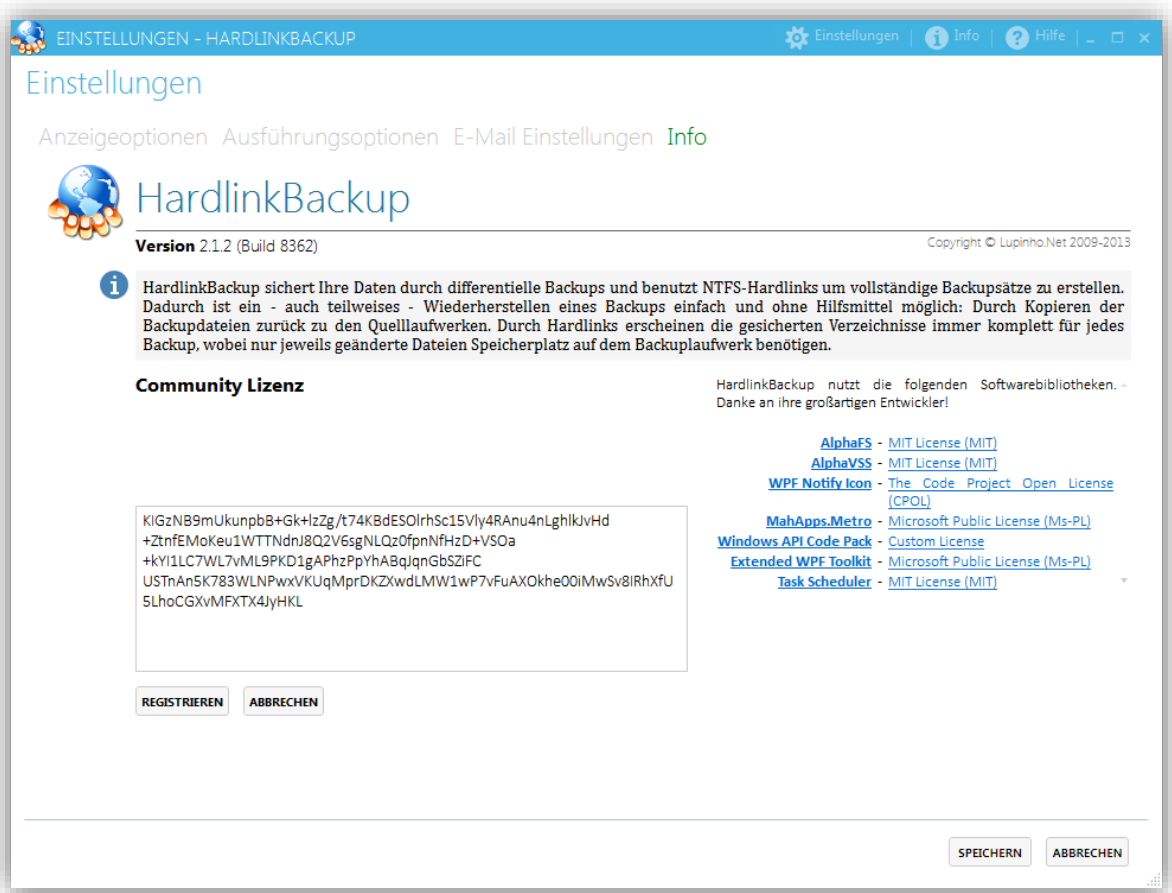 EINSTELLUNGEN - HARDLINKBACKUP
Einstellungen | Info | Hilfe
Einstellungen
Anzeigeoptionen Ausführungsoptionen E-Mail Einstellungen Info
HardlinkBackup
Version 2.1.2 (Build 8362)
Copyright © Lupinho.Net 2009-2013
HardlinkBackup sichert Ihre Daten durch differentielle Backups und benutzt NTFS-Hardlinks um vollständige Backupsätze zu erstellen.
Dadurch ist ein - auch teilweises - Wiederherstellen eines Backups einfach und ohne Hilfsmittel möglich: Durch Kopieren der
Backupdateien zurück zu den Quelllaufwerken. Durch Hardlinks erscheinen die gesicherten Verzeichnisse immer komplett für jedes
Backup, wobei nur jeweils geänderte Dateien Speicherplatz auf dem Backuplaufwerk benötigen.
Community Lizenz
KIGzNB9mUkunpbB+Gk+lzZg/t74KBdESOlrhSc15Vly4RAnu4nLghlkJvHd
+ZtnfEMoKeu1WTTNdnJ8Q2V6sgNLQz0fpnNfHzD+VSOa
+kYI1LC7WL7vML9PKD1gAPhzPpYhABqJqnGbSZiFC
USTnAn5K783WLNPwxVKUqMprDKZXwdLMW1wP7vFuAXOkhe00iMwSv8IRhXfU
5LhoCGXvMFXTX4JyHKL
REGISTRIEREN ABBRECHEN
HardlinkBackup nutzt die folgenden Softwarebibliotheken.
Danke an ihre großartigen Entwickler!
AlphaFS - MIT License (MIT)
AlphaVSS - MIT License (MIT)
WPF Notify Icon - The Code Project Open License
(CPOL)
MahApps.Metro - Microsoft Public License (Ms-PL)
Windows API Code Pack - Custom License
Extended WPF Toolkit - Microsoft Public License (Ms-PL)
Task Scheduler - MIT License (MIT)
SPEICHERN ABBRECHEN